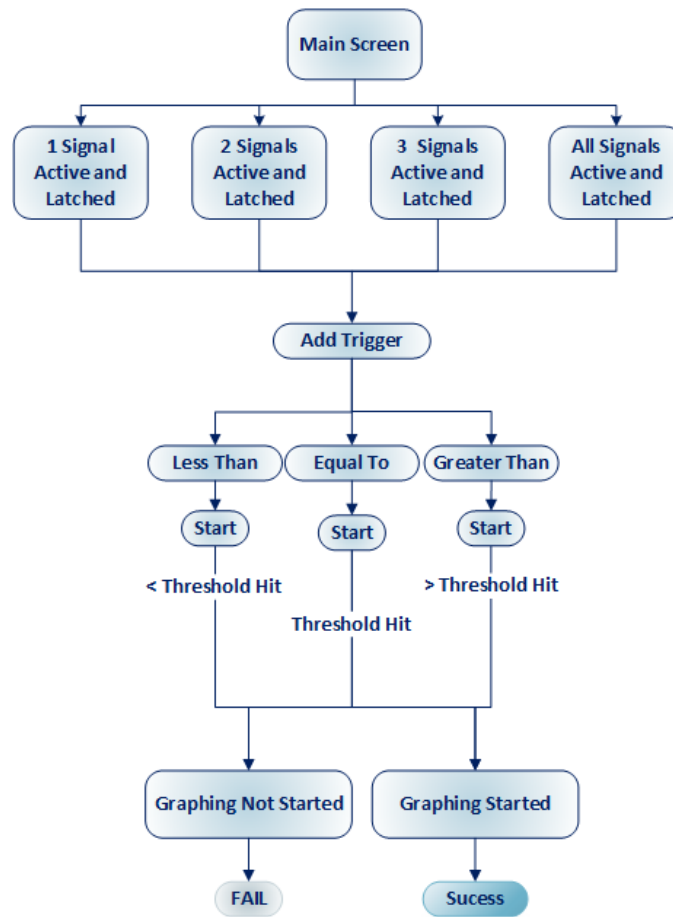 Main Screen
1 Signal
Active and
Latched
2 Signals
Active and
Latched
3 Signals
Active and
Latched
All Signals
Active and
Latched
Add Trigger
Less Than
Equal To
Greater Than
Start
Start
Start
< Threshold Hit
Threshold Hit
> Threshold Hit
Graphing Not Started
Graphing Started
FAIL
Sucess